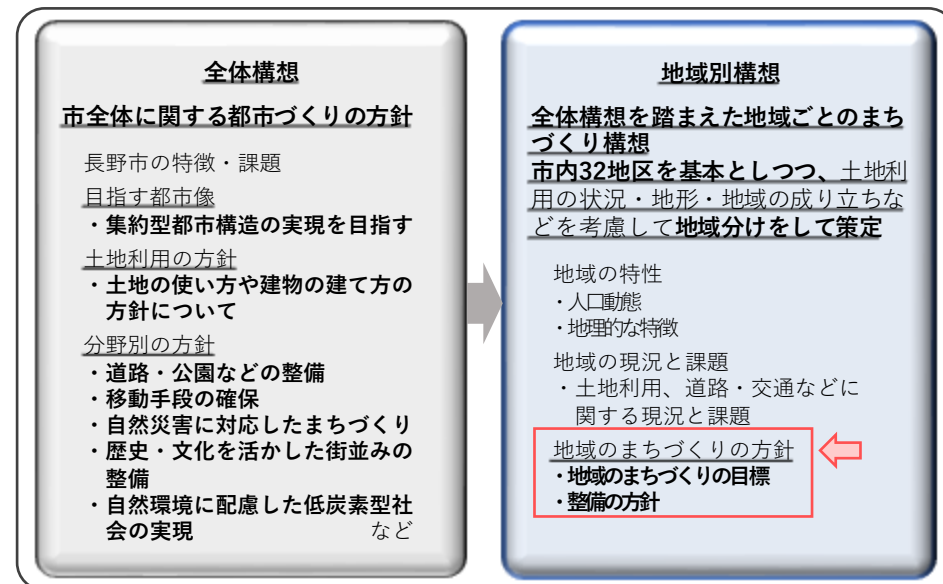 全体構想
市全体に関する都市づくりの方針
長野市の特徴・課題
目指す都市像
・集約型都市構造の実現を目指す
土地利用の方針
・土地の使い方や建物の建て方の
方針について
分野別の方針
・道路・公園などの整備
・移動手段の確保
・自然災害に対応したまちづくり
・歴史・文化を活かした街並みの
整備
・自然環境に配慮した低炭素型社
会の実現 など
地域別構想
全体構想を踏まえた地域ごとのまち
づくり構想
市内32地区を基本としつつ、土地利
用の状況・地形・地域の成り立ちな
どを考慮して地域分けをして策定
地域の特性
・人口動態
・地理的な特徴
地域の現況と課題
・土地利用、道路・交通などに
関する現況と課題
地域のまちづくりの方針
・地域のまちづくりの目標
・整備の方針